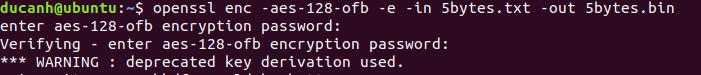 ducanh@ubuntu:~$ openssl enc -aes-128-ofb -e -in 5bytes.txt -out 5bytes.bin
enter aes-128-ofb encryption password:
Verifying - enter aes-128-ofb encryption password:
*** WARNING : deprecated key derivation used.